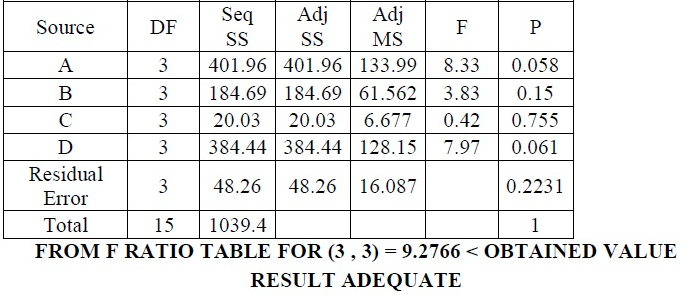 Source DF Seq SS Adj SS Adj MS F P
A 3 401.96 401.96 133.99 8.33 0.058
B 3 184.69 184.69 61.562 3.83 0.15
C 3 20.03 20.03 6.677 0.42 0.755
D 3 384.44 384.44 128.15 7.97 0.061
Residual Error 3 48.26 48.26 16.087 0.2231
Total 15 1039.4 1
FROM F RATIO TABLE FOR (3 , 3) = 9.2766 < OBTAINED VALUE
RESULT ADEQUATE